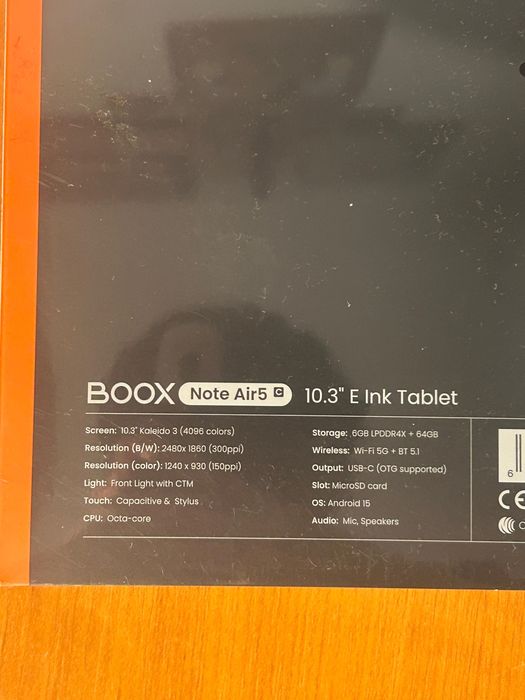 BOOX Note Air5 C 10.3" E Ink Tablet
Screen: 10.3" Kaleido 3 (4096 colors)
Resolution (B/W): 2480x 1860 (300ppi)
Resolution (color): 1240 x 930 (150ppi)
Light: Front Light with CTM
Touch: Capacitive & Stylus
CPU: Octa-core
Storage: 6GB LPDDR4X + 64GB
Wireless: Wi-Fi 5G + BT 5.1
Output: USB-C (OTG supported)
Slot: MicroSD card
OS: Android 15
Audio: Mic, Speakers
6
CE